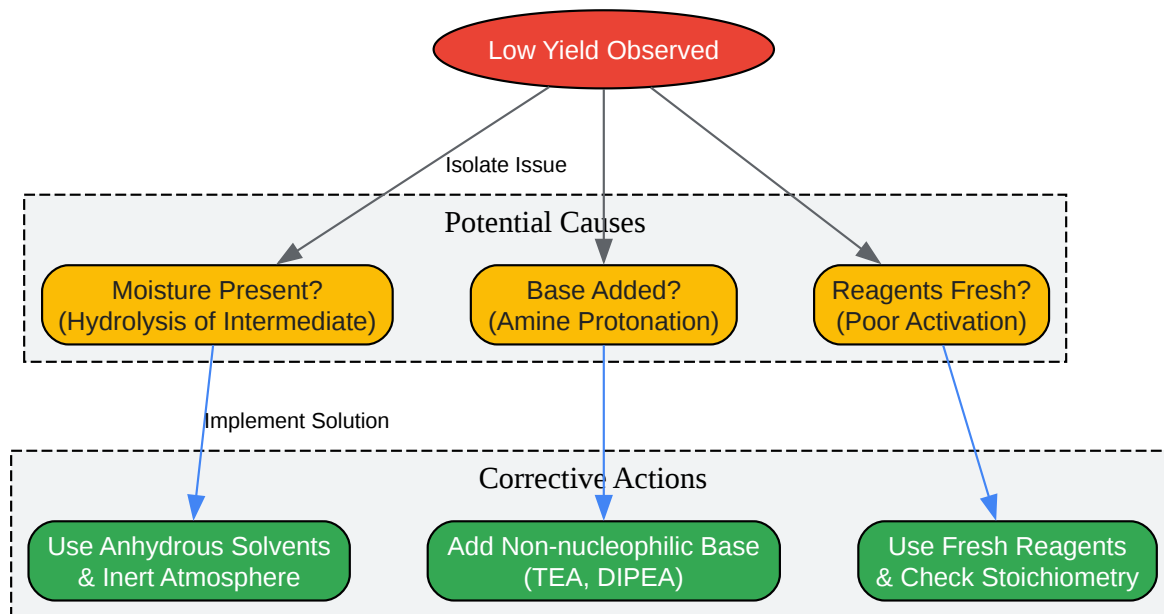 Low Yield Observed
Isolate Issue
Potential Causes
Moisture Present?
(Hydrolysis of Intermediate)
Base Added?
(Amine Protonation)
Reagents Fresh?
(Poor Activation)
Implement Solution
Corrective Actions
Use Anhydrous Solvents
& Inert Atmosphere
Add Non-nucleophilic Base
(TEA, DIPEA)
Use Fresh Reagents
& Check Stoichiometry